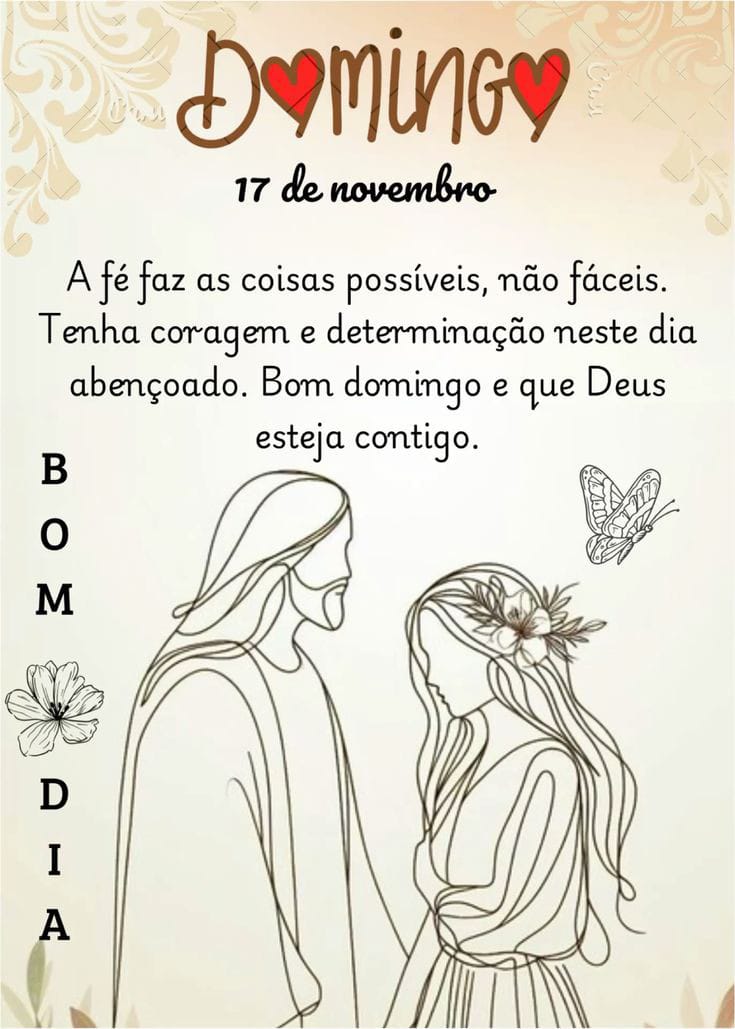 Domingo
17 de novembro
A fé faz as coisas possíveis, não fáceis.
Tenha coragem e determinação neste dia
abençoado. Bom domingo e que Deus
esteja contigo.
B
O
M
D
I
A